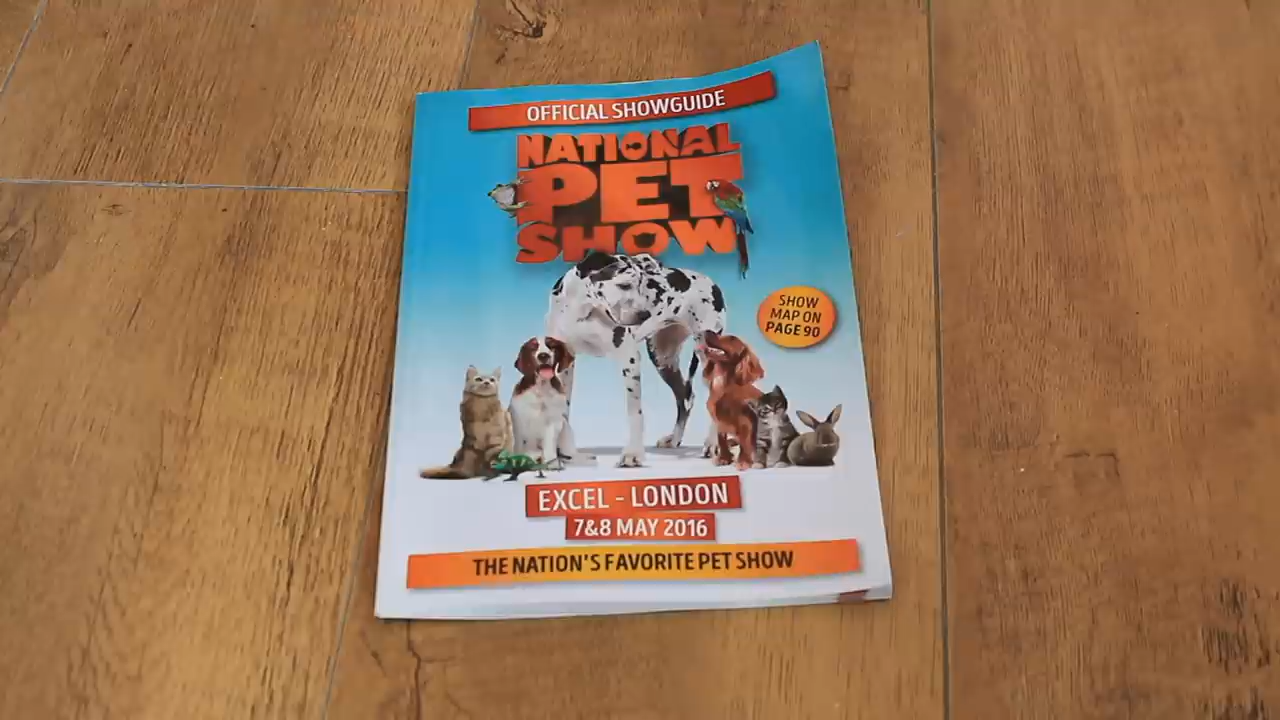 OFFICIAL SHOWGUIDE
NATIONAL
PET
SHOW
SHOW
MAP ON
PAGE 90
EXCEL - LONDON
7&8 MAY 2016
THE NATION'S FAVORITE PET SHOW